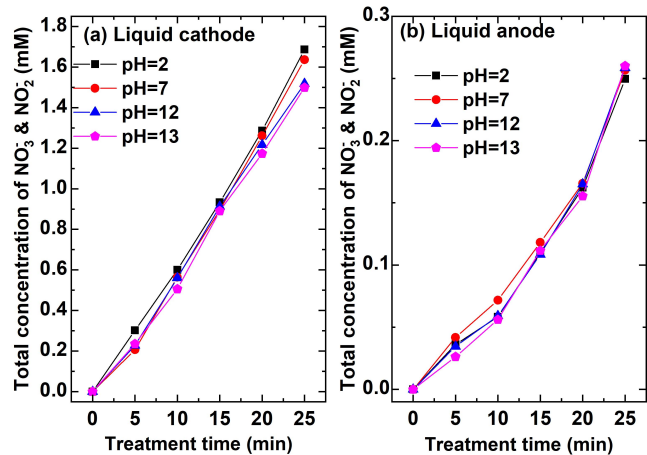 (a) Liquid cathode
pH=2
pH=7
pH=12
pH=13
Total concentration of NO₃⁻ & NO₂⁻ (mM)
1.8
1.6
1.4
1.2
1.0
0.8
0.6
0.4
0.2
0.0
0 5 10 15 20 25
Treatment time (min)
(b) Liquid anode
pH=2
pH=7
pH=12
pH=13
Total concentration of NO₃⁻ & NO₂⁻ (mM)
0.3
0.2
0.1
0.0
0 5 10 15 20 25
Treatment time (min)